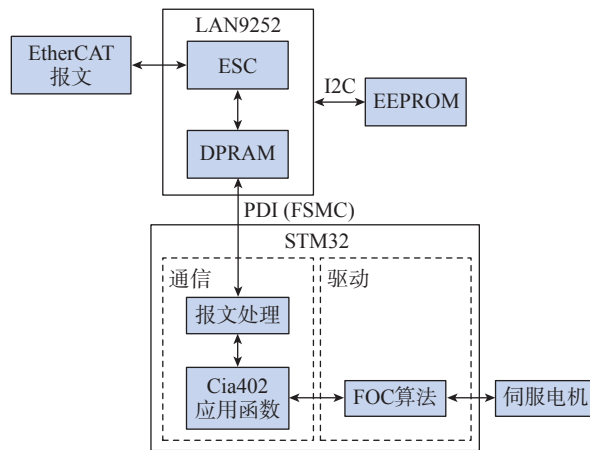 LAN9252
EtherCAT
报文
ESC
I2C
EEPROM
DPRAM
PDI (FSMC)
STM32
通信
驱动
报文处理
Cia402
应用函数
FOC算法
伺服电机